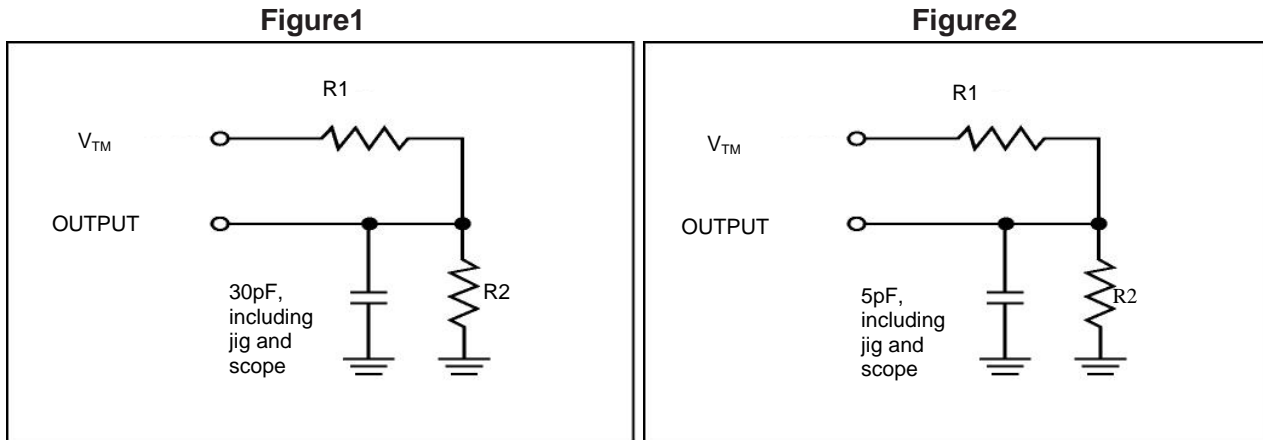 Figure1
R1
VTM
OUTPUT
30pF,
including
jig and
scope
R2
Figure2
R1
VTM
OUTPUT
5pF,
including
jig and
scope
R2